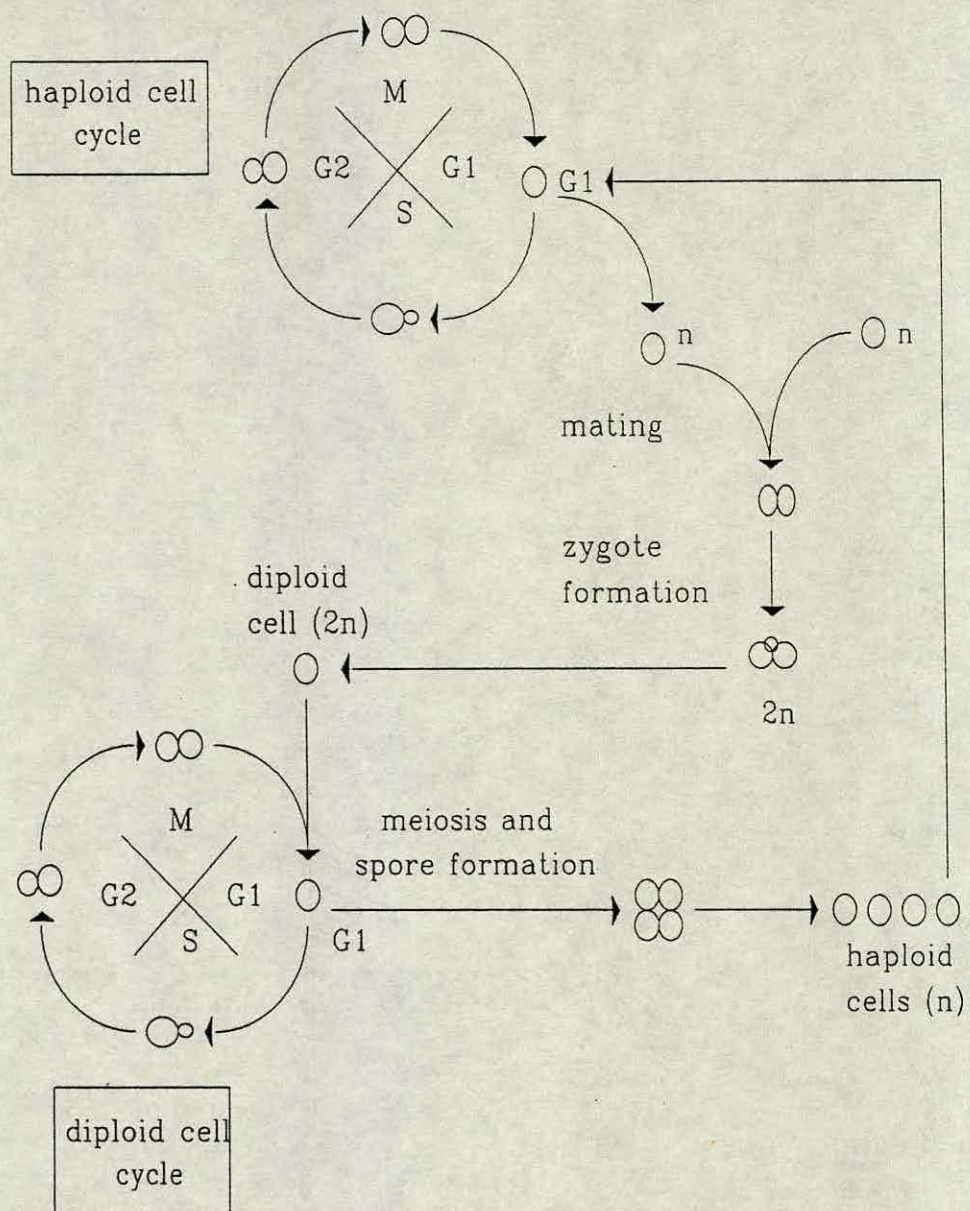 haploid cell
cycle
M
G2
G1
S
G1
n
n
mating
zygote
formation
diploid
cell (2n)
2n
M
G2
G1
S
G1
meiosis and
spore formation
haploid
cells (n)
diploid cell
cycle